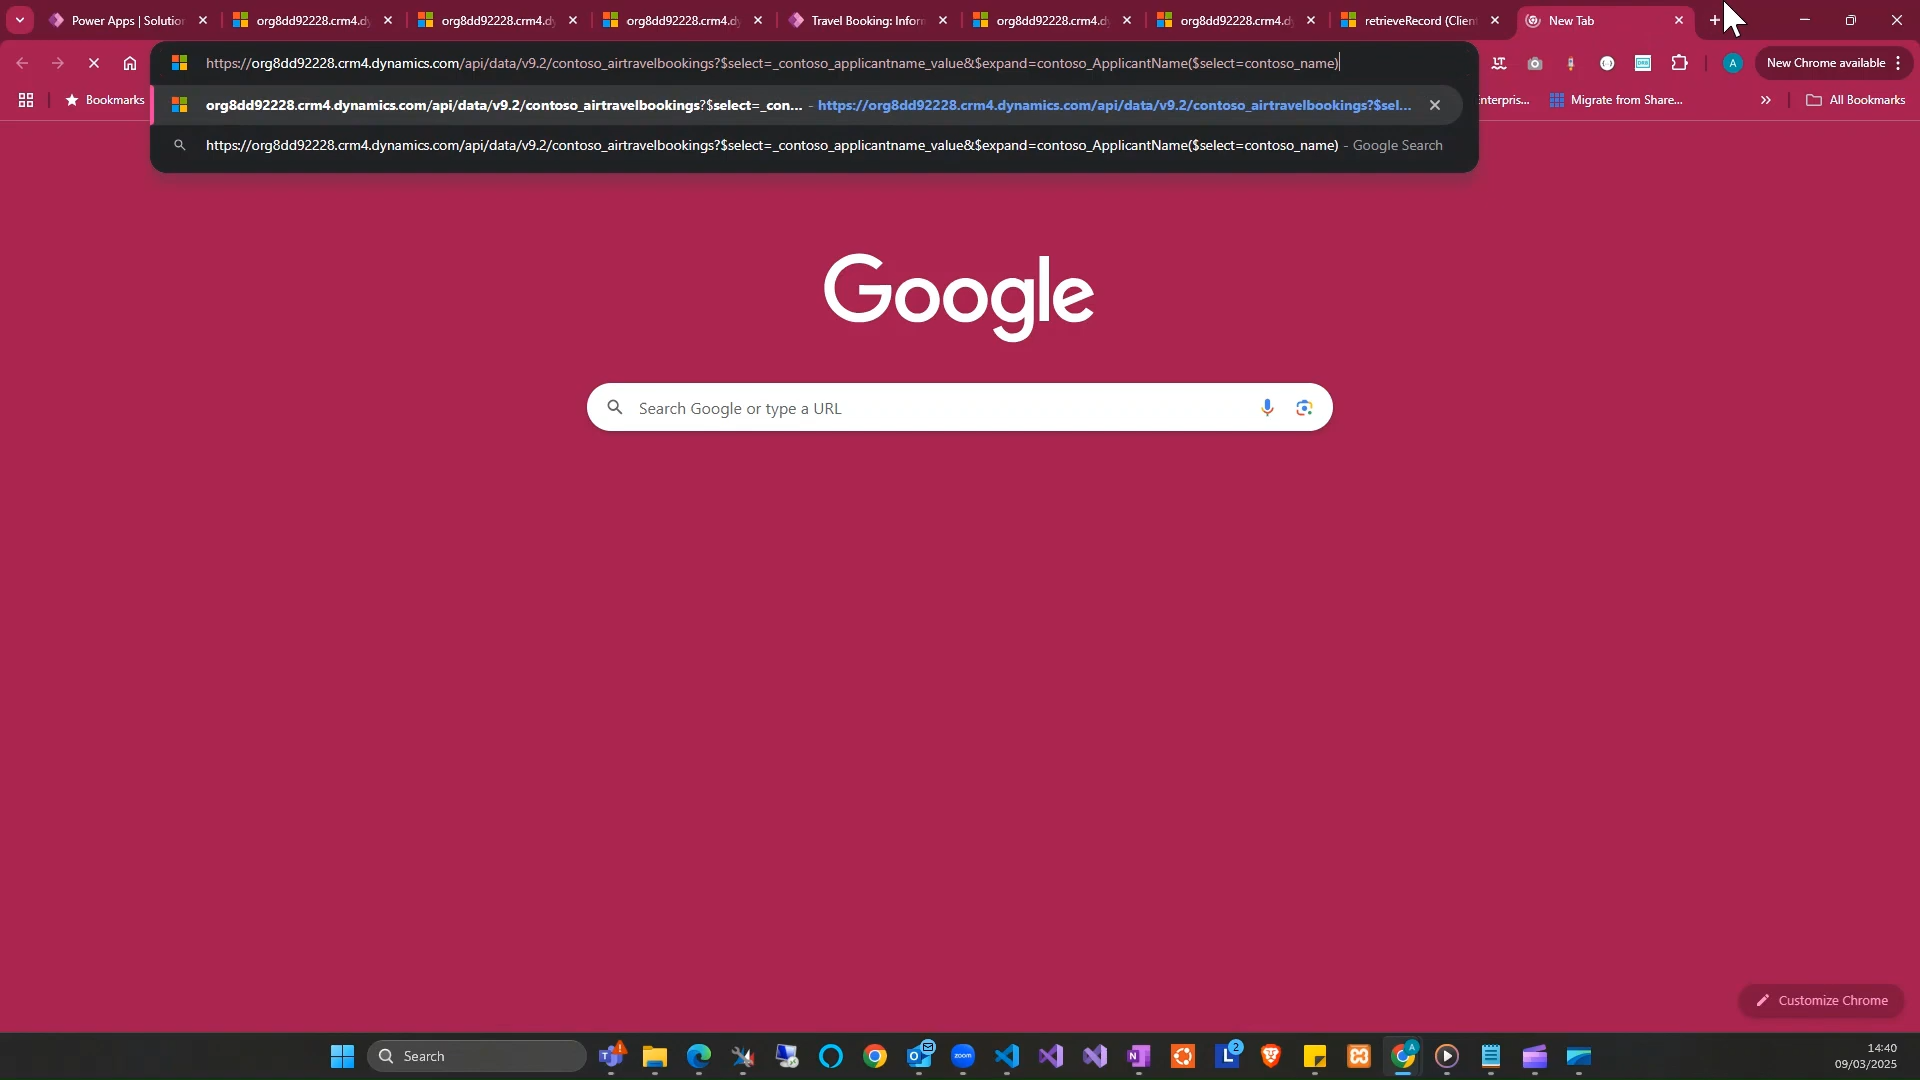 Power Apps | Solution
org8dd92228.crm4.d
org8dd92228.crm4.d
org8dd92228.crm4.d
Travel Booking: Inforr
org8dd92228.crm4.d
org8dd92228.crm4.d
retrieveRecord (Client
New Tab
https://org8dd92228.crm4.dynamics.com/api/data/v9.2/contoso_airtravelbookings?$select=_contoso_applicantname_value&$expand=contoso_ApplicantName($select=contoso_name)
A
New Chrome available
Bookmarks
org8dd92228.crm4.dynamics.com/api/data/v9.2/contoso_airtravelbookings?$select=_con... - https://org8dd92228.crm4.dynamics.com/api/data/v9.2/contoso_airtravelbookings?$sel...
nterpris...
Migrate from Share...
All Bookmarks
https://org8dd92228.crm4.dynamics.com/api/data/v9.2/contoso_airtravelbookings?$select=_contoso_applicantname_value&$expand=contoso_ApplicantName($select=contoso_name) - Google Search
Google
Search Google or type a URL
Customize Chrome
Search
zoom
L
2
A
14:40
09/03/2025